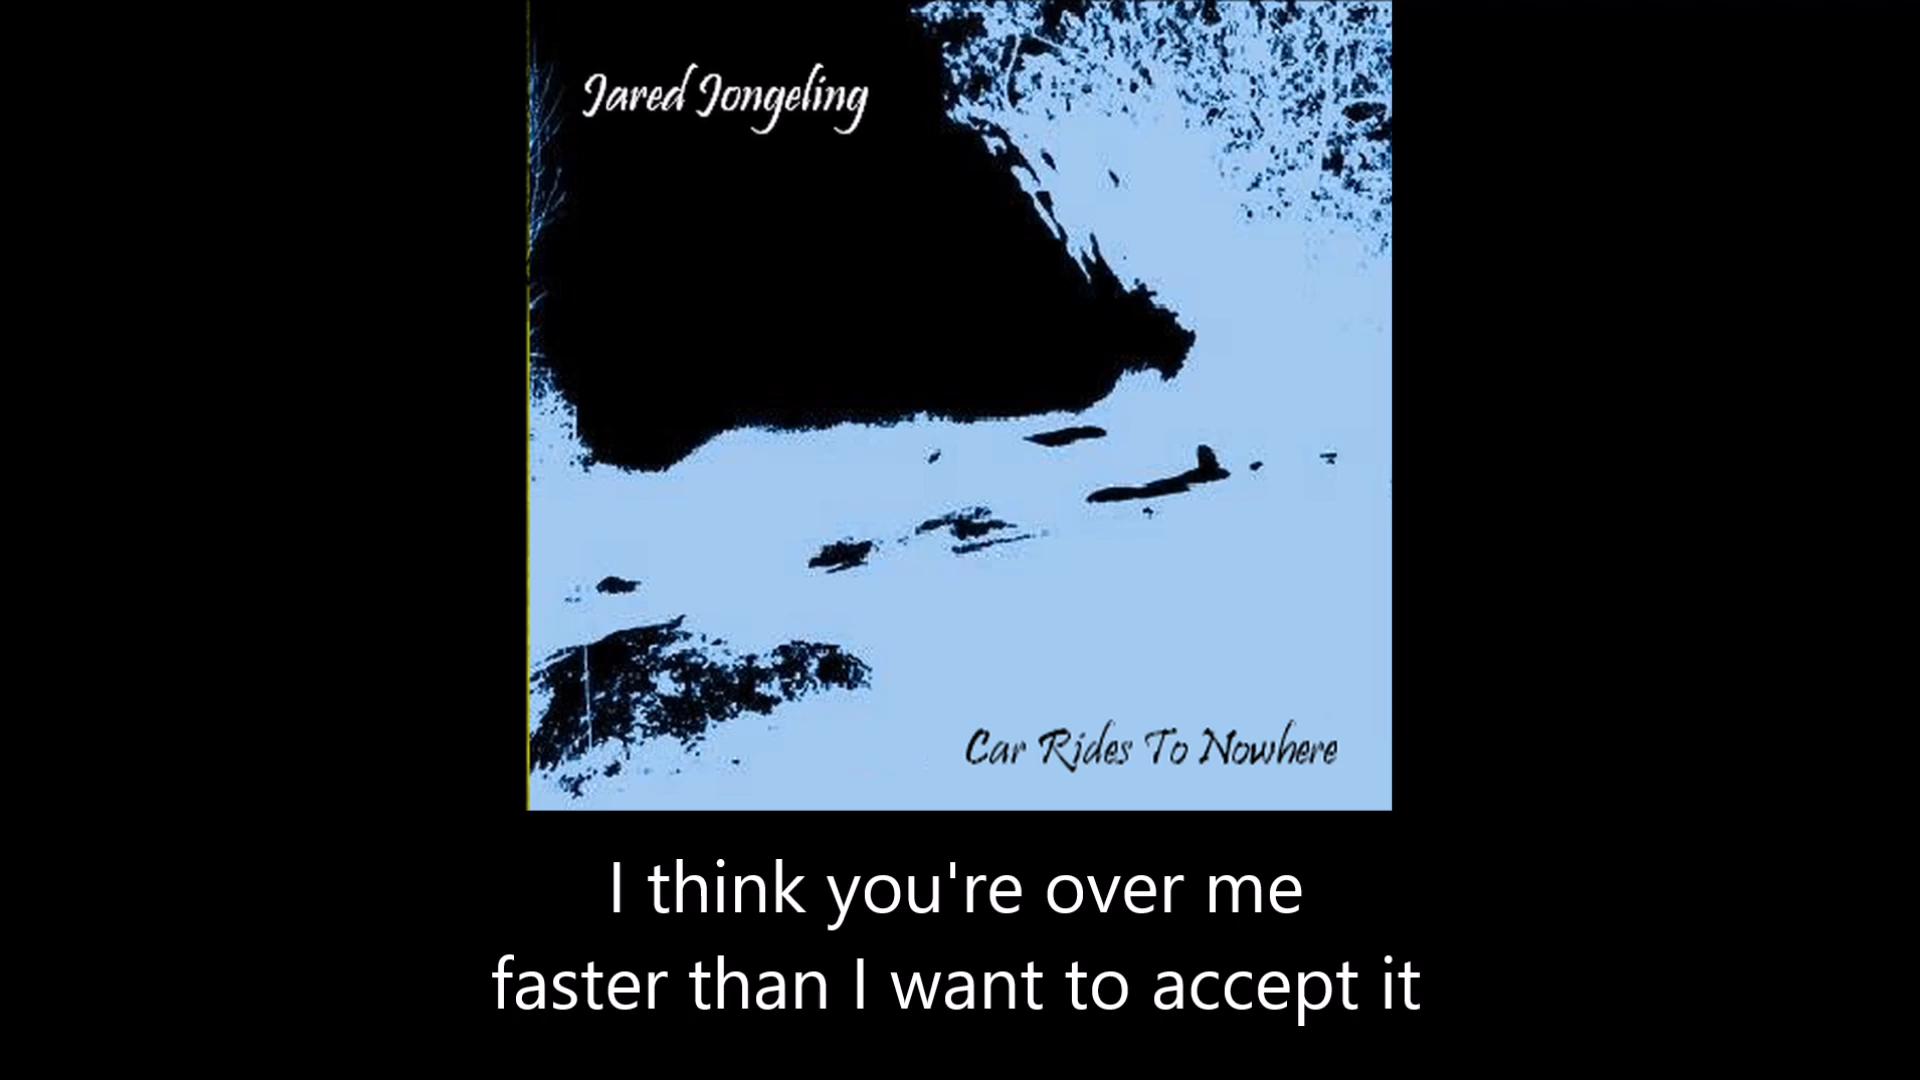 Jared Jongeling
Car Rides To Nowhere
I think you're over me
faster than I want to accept it